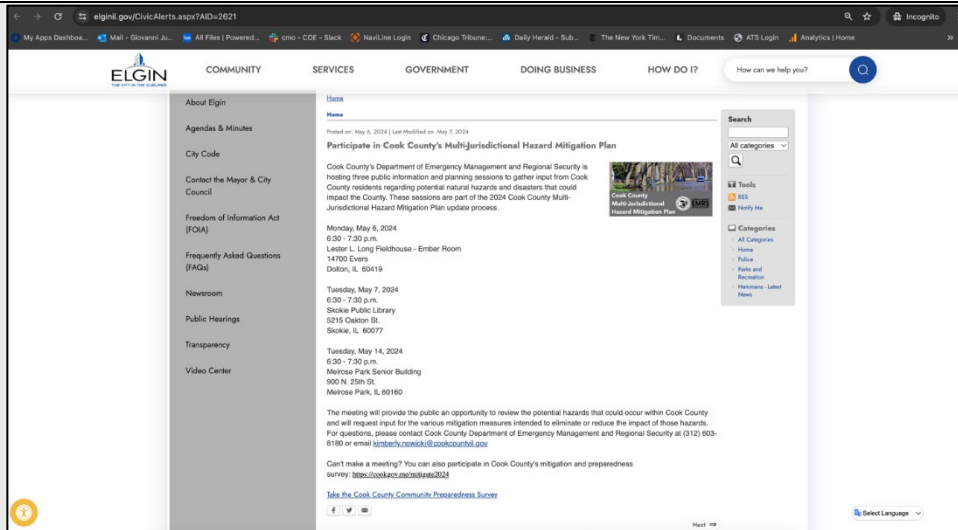 elginil.gov/CivicAlerts.aspx?AID=2621
Incognito
My Apps Dashboa... Mail - Giovanni Ju... All Files | Powered... cmo - COE - Slack NaviLine Login Chicago Tribune:... Daily Herald - Sub... The New York Tim... Documents ATS Login Analytics | Home »
ELGIN
THE CITY IN THE SUBURBS
COMMUNITY SERVICES GOVERNMENT DOING BUSINESS HOW DO I? How can we help you?
About Elgin
Agendas & Minutes
City Code
Contact the Mayor & City
Council
Freedom of Information Act
(FOIA)
Frequently Asked Questions
(FAQs)
Newsroom
Public Hearings
Transparency
Video Center
Home
Home
Posted on: May 6, 2024 | Last Modified on: May 7, 2024
Participate in Cook County's Multi-Jurisdictional Hazard Mitigation Plan
Cook County's Department of Emergency Management and Regional Security is
hosting three public information and planning sessions to gather input from Cook
County residents regarding potential natural hazards and disasters that could
impact the County. These sessions are part of the 2024 Cook County Multi-
Jurisdictional Hazard Mitigation Plan update process.
Cook County
Multi-Jurisdictional
Hazard Mitigation Plan
EMRS
Monday, May 6, 2024
6:30 - 7:30 p.m.
Lester L. Long Fieldhouse - Ember Room
14700 Evers
Dolton, IL 60419
Tuesday, May 7, 2024
6:30 - 7:30 p.m.
Skokie Public Library
5215 Oakton St.
Skokie, IL 60077
Tuesday, May 14, 2024
6:30 - 7:30 p.m.
Melrose Park Senior Building
900 N. 25th St.
Melrose Park, IL 60160
The meeting will provide the public an opportunity to review the potential hazards that could occur within Cook County
and will request input for the various mitigation measures intended to eliminate or reduce the impact of those hazards.
For questions, please contact Cook County Department of Emergency Management and Regional Security at (312) 603-
8180 or email kimberly.nowicki@cookcountyil.gov
Can't make a meeting? You can also participate in Cook County's mitigation and preparedness
survey: https://cookgov.me/mitigate2024
Take the Cook County Community Preparedness Survey
Next ⇒
Search
All categories
Tools
RSS
Notify Me
Categories
All Categories
Home
Police
Parks and
Recreation
Hemmens - Latest
News
Select Language